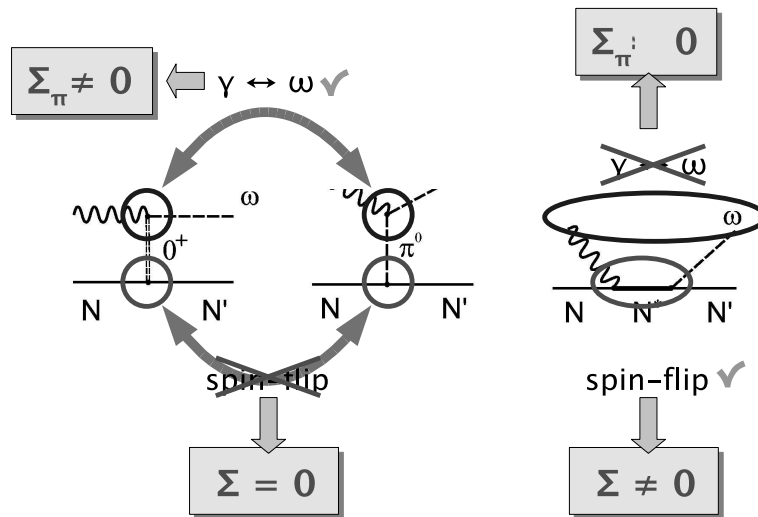 Σπ 0
Σπ ≠ 0
γ ↔ ω ✓
γ ↔ ω
ω
ω
0+
π0
N N'
N N'
N N* N'
spin-flip
spin-flip ✓
Σ = 0
Σ ≠ 0